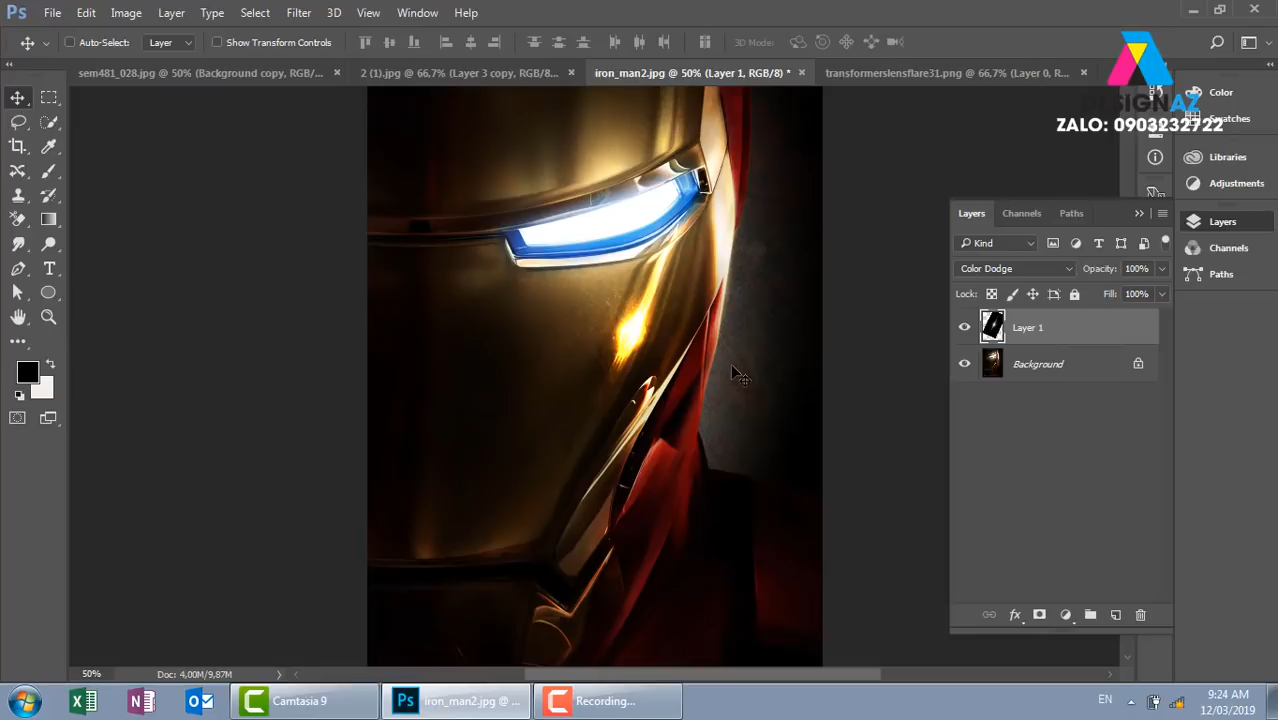 Ps File Edit Image Layer Type Select Filter 3D View Window Help
Auto-Select: Layer Show Transform Controls 3D Mode:
sem481_028.jpg @ 50% (Background copy, RGB/... × 2 (1).jpg @ 66,7% (Layer 3 copy, RGB/8... × iron_man2.jpg @ 50% (Layer 1, RGB/8) * × transformerslensflare31.png @ 66,7% (Layer 0, R... ×
DESIGNAZ
ZALO: 0903232722
Color
Swatches
Libraries
Adjustments
Layers
Channels
Paths
Layers Channels Paths
Kind
Color Dodge Opacity: 100%
Lock: Fill: 100%
Layer 1
Background
50% Doc: 4,00M/9,87M
Camtasia 9
Ps iron_man2.jpg @ ...
Recording...
EN
9:24 AM
12/03/2019